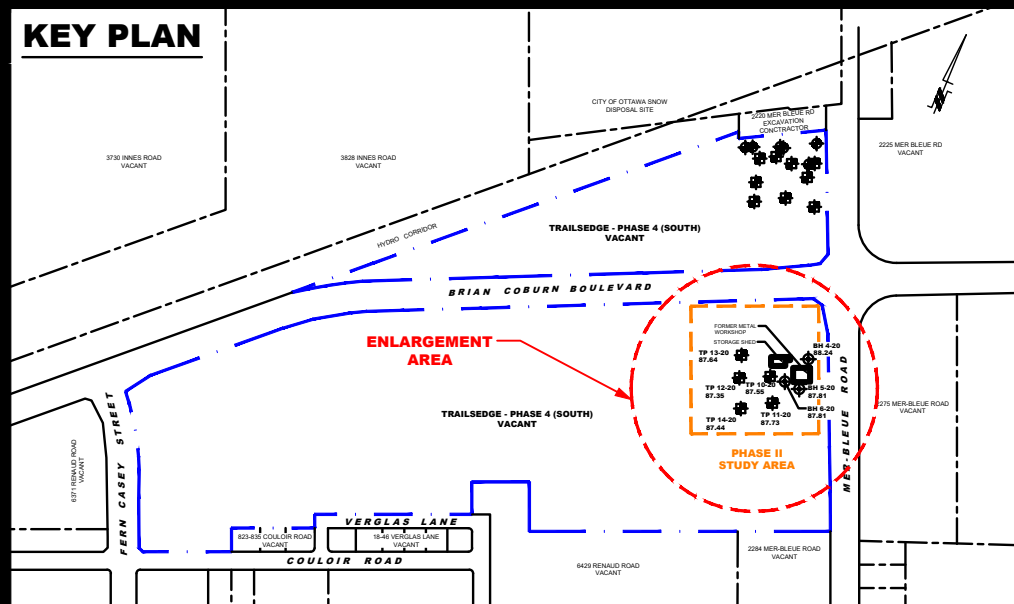 KEY PLAN
CITY OF OTTAWA SNOW
DISPOSAL SITE
2220 MER BLEUE RD
EXCAVATION
CONCTRACTOR
3730 INNES ROAD
VACANT
3828 INNES ROAD
VACANT
2225 MER BLEUE RD
VACANT
HYDRO CORRIDOR
TRAILSEDGE - PHASE 4 (SOUTH)
VACANT
BRIAN COBURN BOULEVARD
ENLARGEMENT
AREA
FORMER METAL
WORKSHOP
STORAGE SHED
BH 4-20
88.24
TP 13-20
87.64
TP 12-20
87.35
TP 10-20
87.55
BH 5-20
87.81
BH 6-20
87.81
TP 11-20
87.73
TP 14-20
87.44
PHASE II
STUDY AREA
MER-BLEUE ROAD
2275 MER-BLEUE ROAD
VACANT
TRAILSEDGE - PHASE 4 (SOUTH)
VACANT
FERN CASEY STREET
6371 RENAUD ROAD
VACANT
VERGLAS LANE
823-835 COULOIR ROAD
VACANT
18-46 VERGLAS LANE
VACANT
COULOIR ROAD
6429 RENAUD ROAD
VACANT
2284 MER-BLEUE ROAD
VACANT